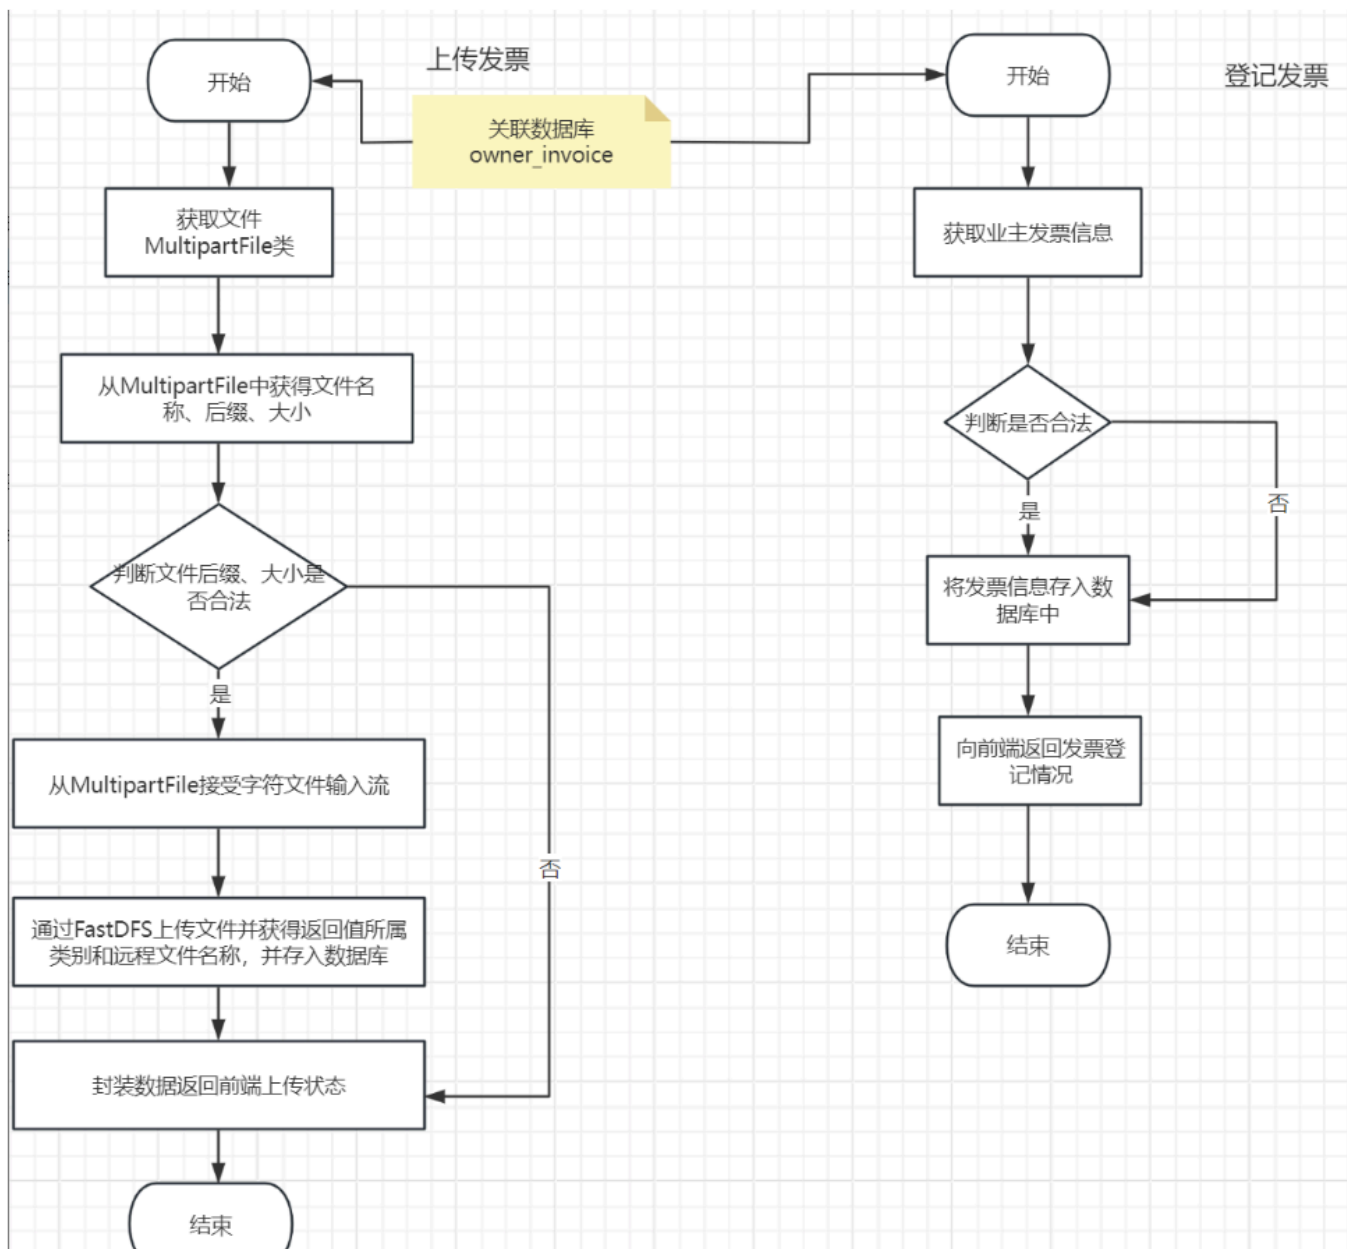 上传发票
开始
关联数据库
owner_invoice
获取文件
MultipartFile类
从MultipartFile中获得文件名
称、后缀、大小
判断文件后缀、大小是
否合法
是
否
从MultipartFile接受字符文件输入流
通过FastDFS上传文件并获得返回值所属
类别和远程文件名称，并存入数据库
封装数据返回前端上传状态
结束
登记发票
开始
获取业主发票信息
判断是否合法
是
否
将发票信息存入数
据库中
向前端返回发票登
记情况
结束